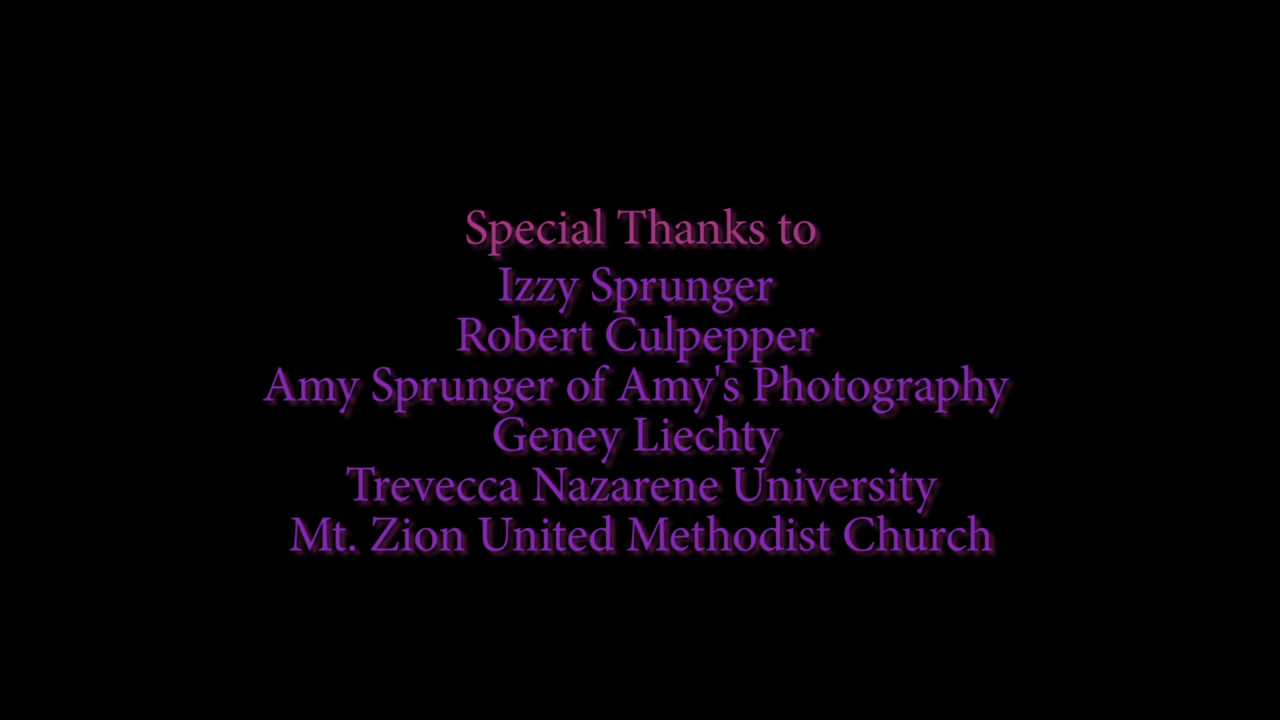 Special Thanks to
Izzy Sprunger
Robert Culpepper
Amy Sprunger of Amy's Photography
Geney Liechty
Trevecca Nazarene University
Mt. Zion United Methodist Church